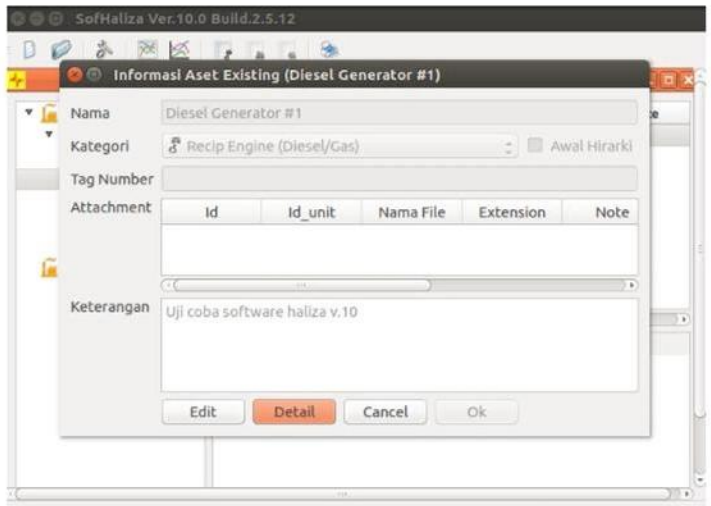 SofHaliza Ver.10.0 Build.2.5.12
Informasi Aset Existing (Diesel Generator #1)
Nama Diesel Generator #1
Kategori Recip Engine (Diesel/Gas) Awal Hirarki
Tag Number
Attachment Id Id_unit Nama File Extension Note
Keterangan Uji coba software haliza v.10
Edit Detail Cancel Ok